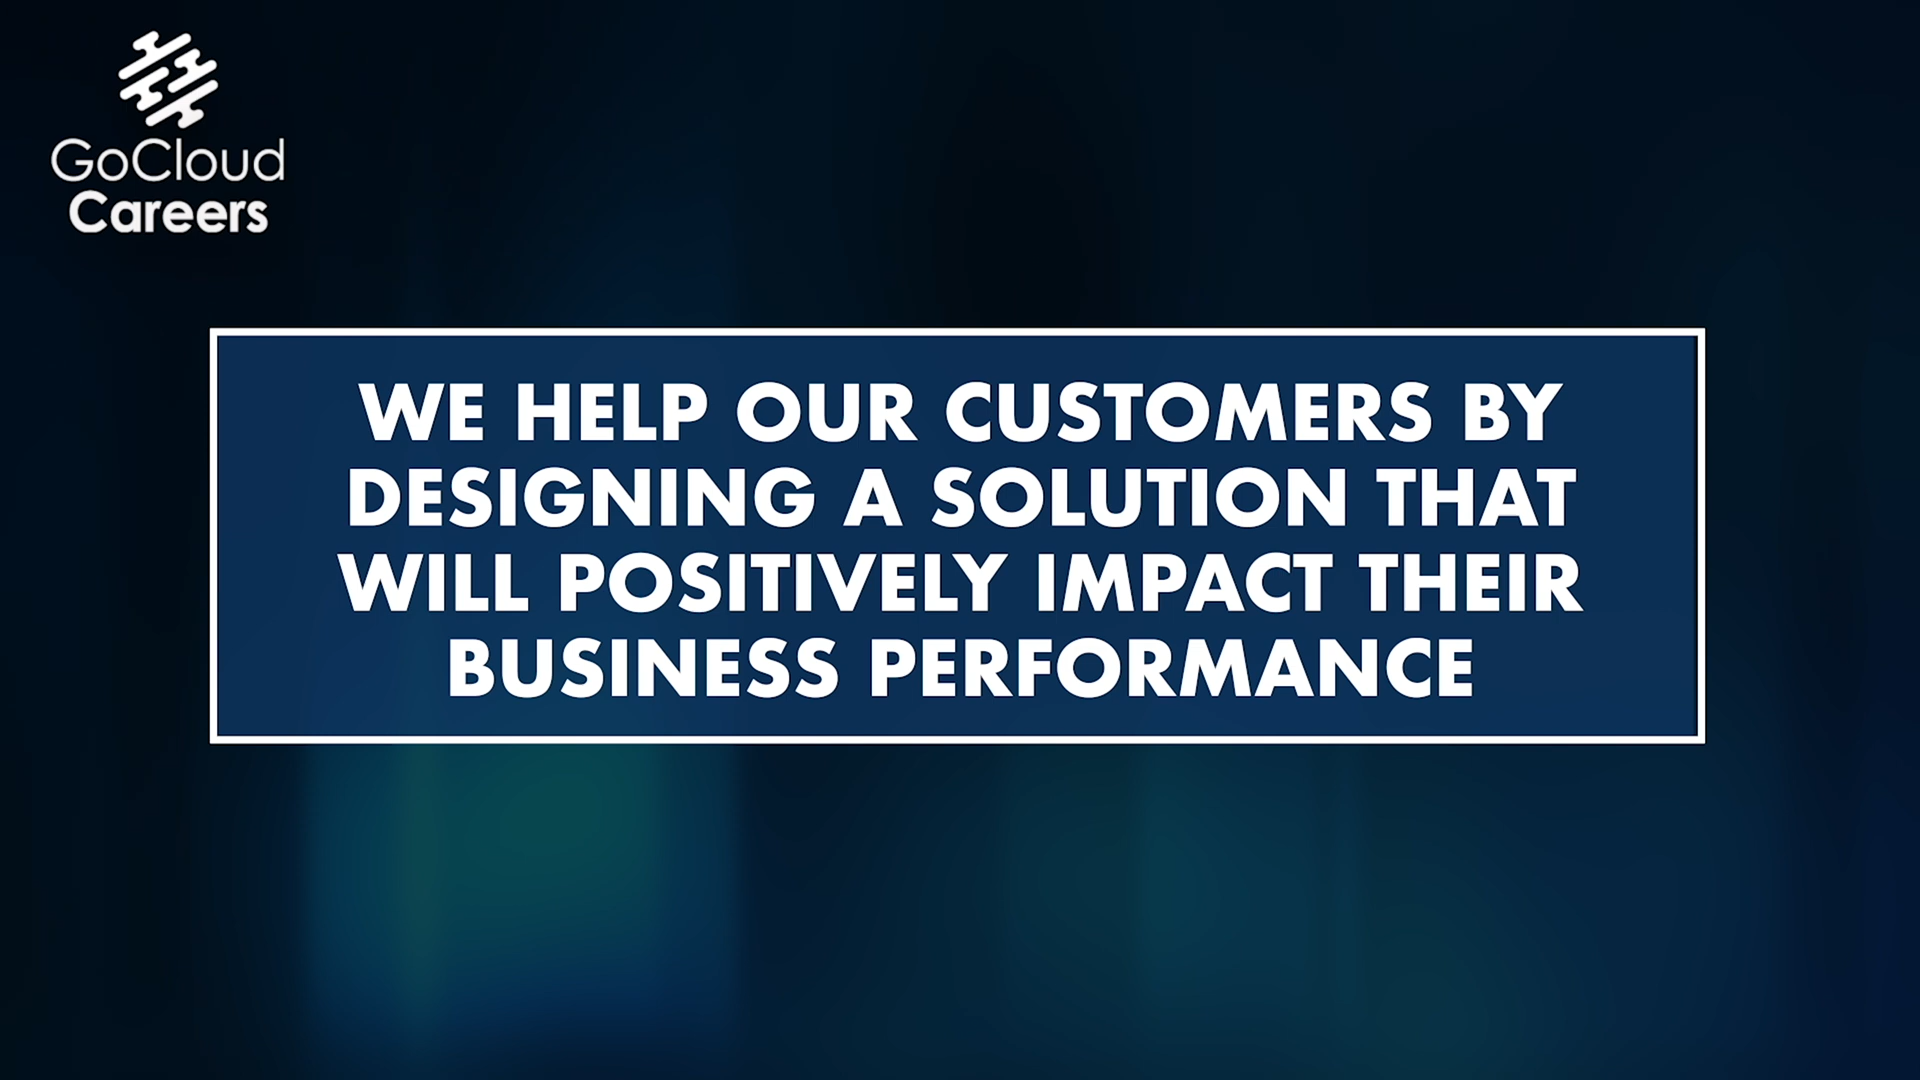 GoCloud
Careers
WE HELP OUR CUSTOMERS BY
DESIGNING A SOLUTION THAT
WILL POSITIVELY IMPACT THEIR
BUSINESS PERFORMANCE